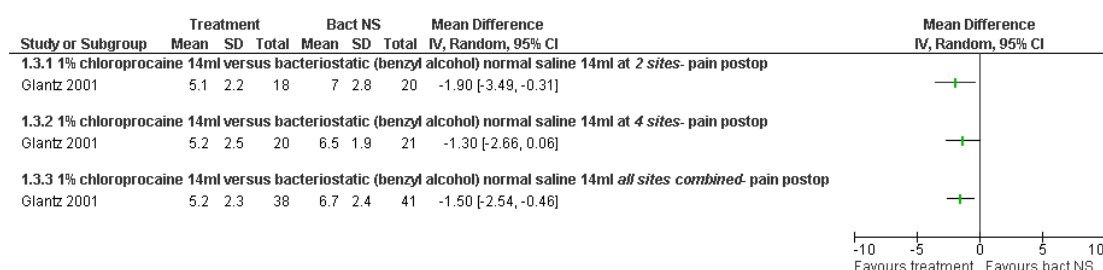 Treatment Bact NS Mean Difference Mean Difference
Study or Subgroup Mean SD Total Mean SD Total IV, Random, 95% CI IV, Random, 95% CI
1.3.1 1% chloroprocaine 14ml versus bacteriostatic (benzyl alcohol) normal saline 14ml at 2 sites- pain postop
Glantz 2001 5.1 2.2 18 7 2.8 20 -1.90 [-3.49, -0.31]
1.3.2 1% chloroprocaine 14ml versus bacteriostatic (benzyl alcohol) normal saline 14ml at 4 sites- pain postop
Glantz 2001 5.2 2.5 20 6.5 1.9 21 -1.30 [-2.66, 0.06]
1.3.3 1% chloroprocaine 14ml versus bacteriostatic (benzyl alcohol) normal saline 14ml all sites combined- pain postop
Glantz 2001 5.2 2.3 38 6.7 2.4 41 -1.50 [-2.54, -0.46]
-10 -5 0 5 10
Favours treatment Favours bact NS